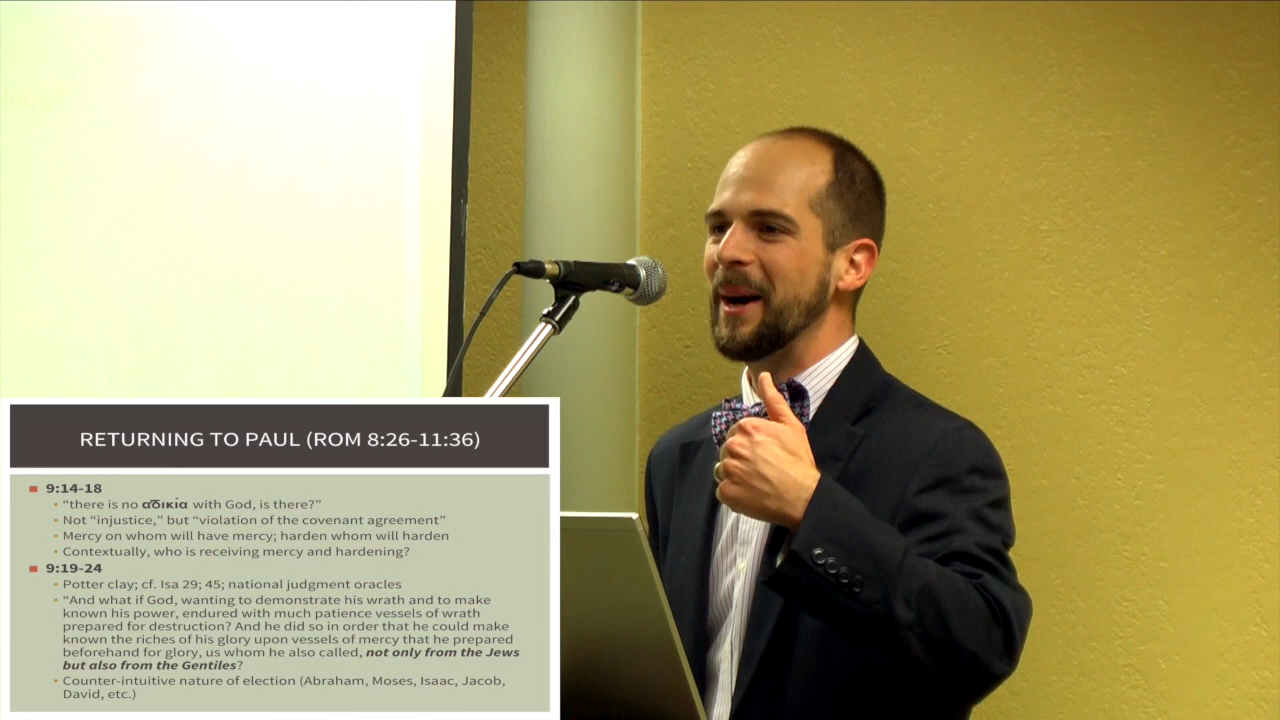 RETURNING TO PAUL (ROM 8:26-11:36)
9:14-18
“there is no αδικία with God, is there?”
Not “injustice,” but “violation of the covenant agreement”
Mercy on whom will have mercy; harden whom will harden
Contextually, who is receiving mercy and hardening?
9:19-24
Potter clay; cf. Isa 29; 45; national judgment oracles
“And what if God, wanting to demonstrate his wrath and to make
known his power, endured with much patience vessels of wrath
prepared for destruction? And he did so in order that he could make
known the riches of his glory upon vessels of mercy that he prepared
beforehand for glory, us whom he also called, not only from the Jews
but also from the Gentiles?
Counter-intuitive nature of election (Abraham, Moses, Isaac, Jacob,
David, etc.)